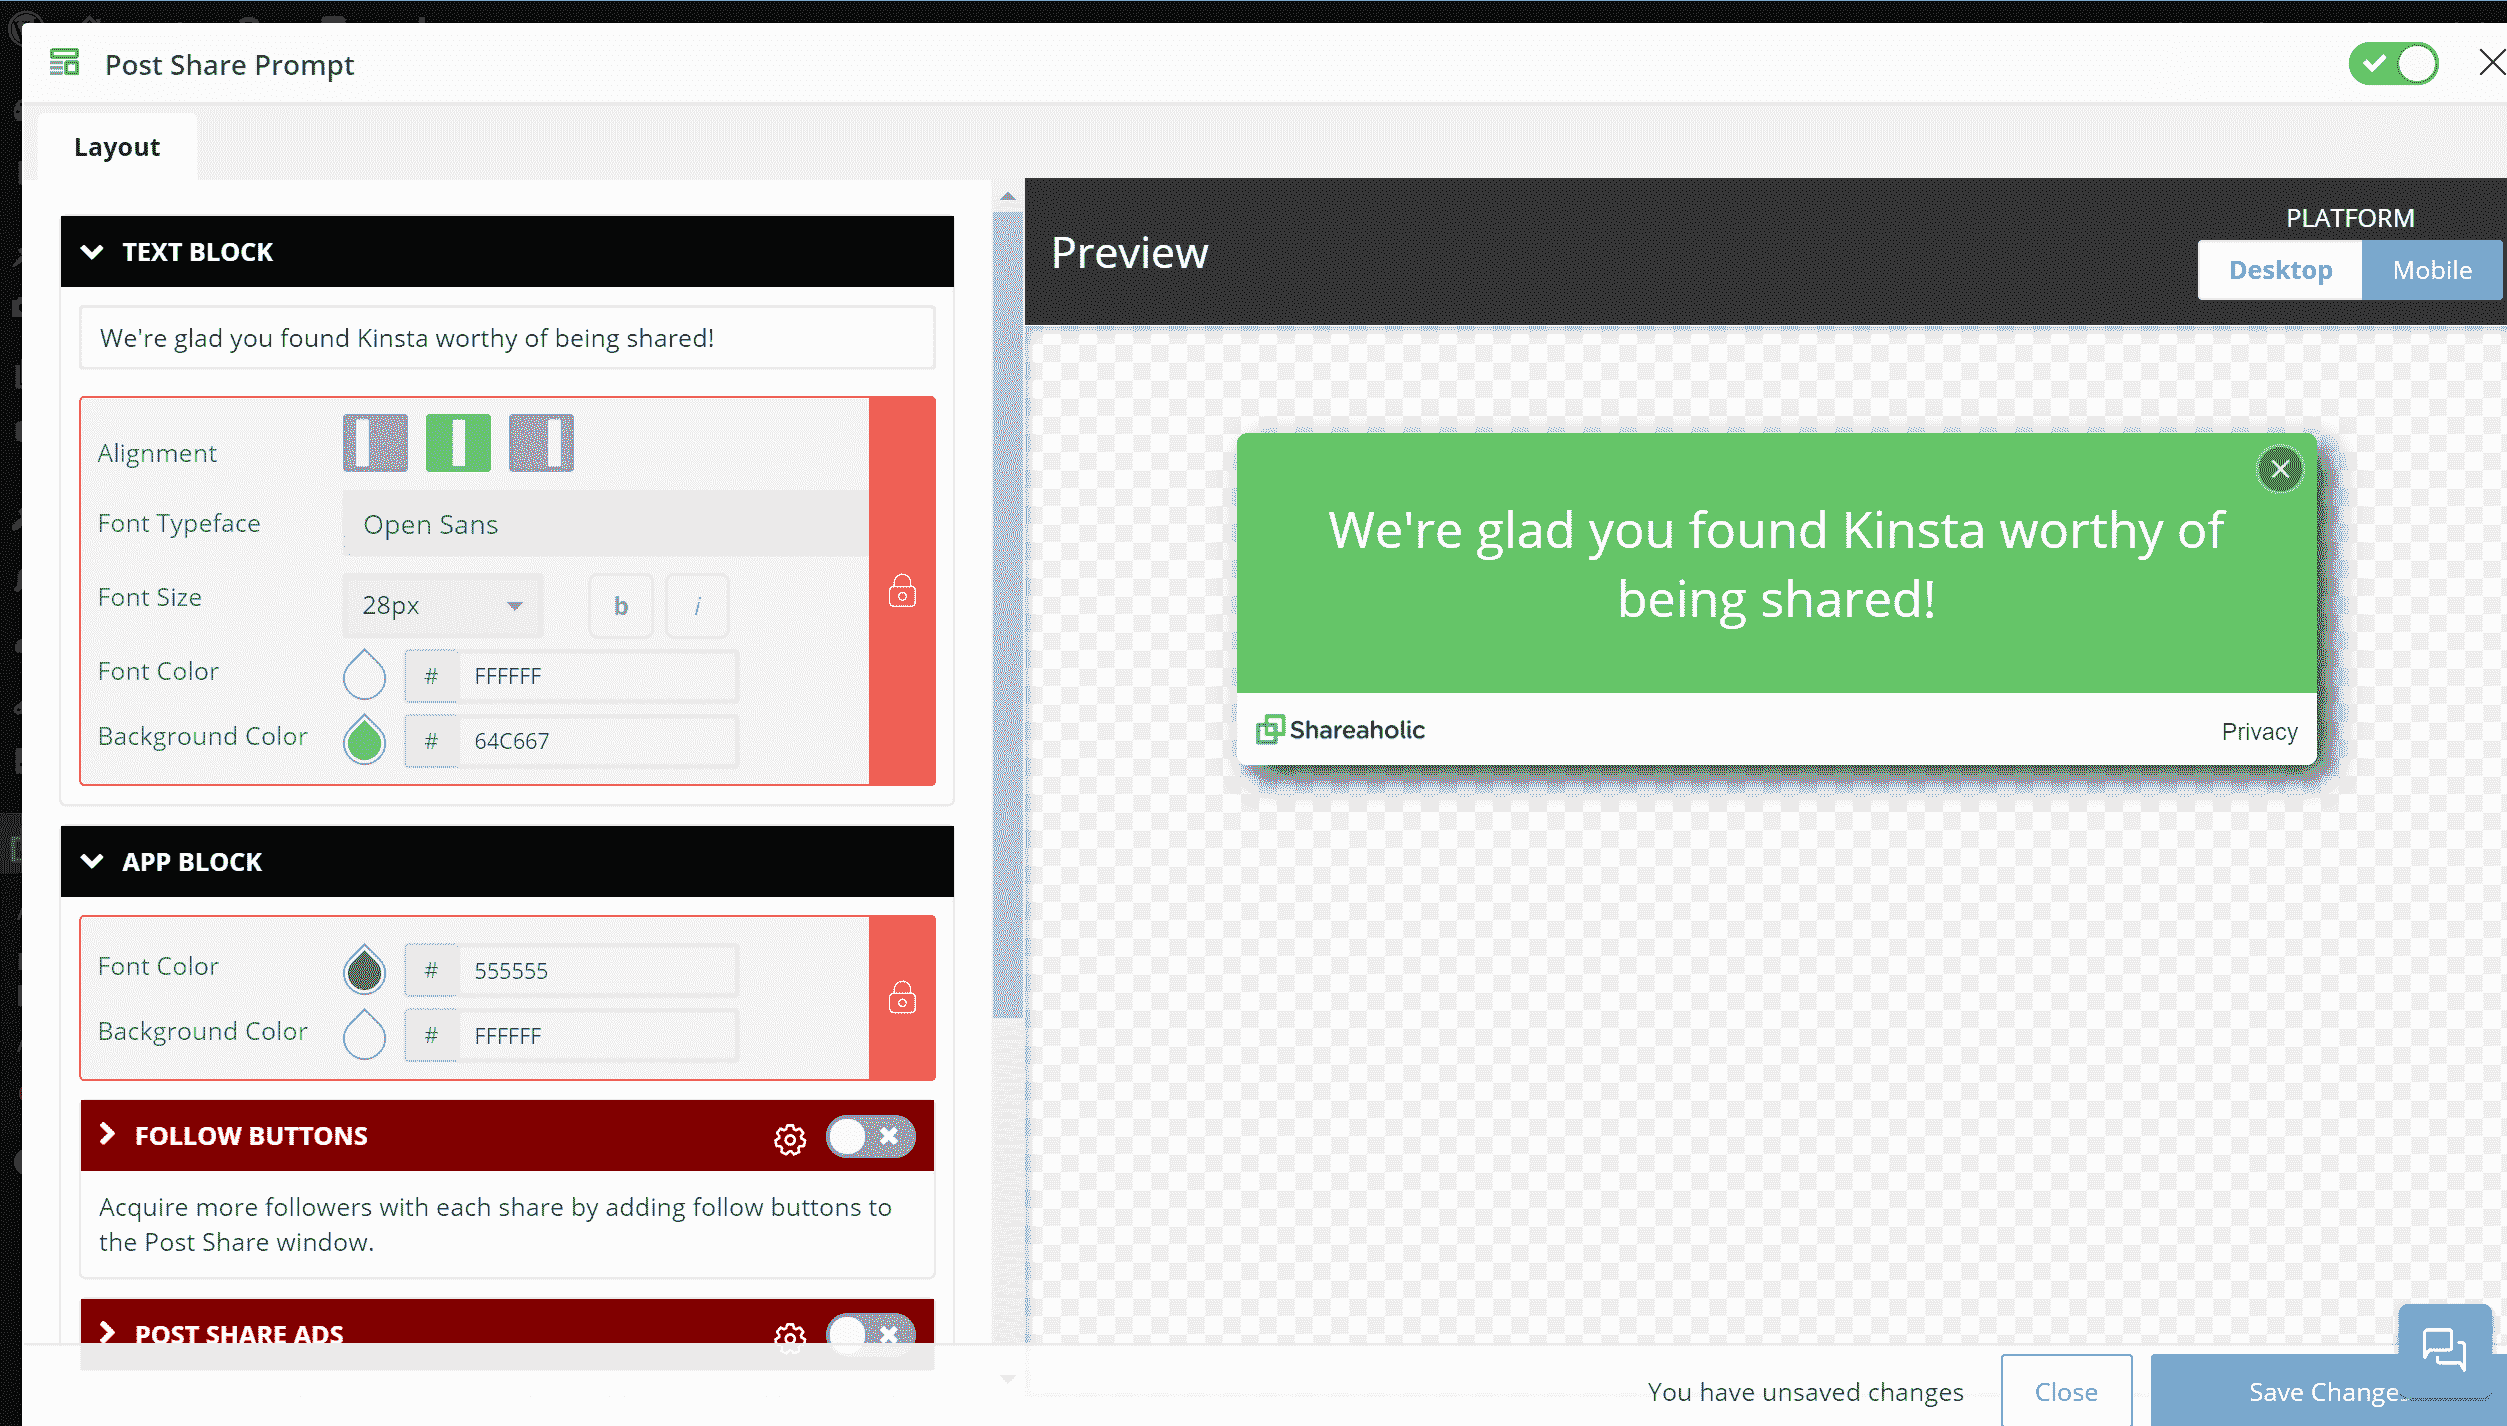 Post Share Prompt
Layout
TEXT BLOCK
We're glad you found Kinsta worthy of being shared!
Alignment
Font Typeface
Open Sans
Font Size
28px
b
i
Font Color
# FFFFFF
Background Color
# 64C667
APP BLOCK
Font Color
# 555555
Background Color
# FFFFFF
FOLLOW BUTTONS
Acquire more followers with each share by adding follow buttons to
the Post Share window.
POST SHARE ADS
Preview
PLATFORM
Desktop
Mobile
We're glad you found Kinsta worthy of
being shared!
Shareaholic
Privacy
You have unsaved changes
Close
Save Change